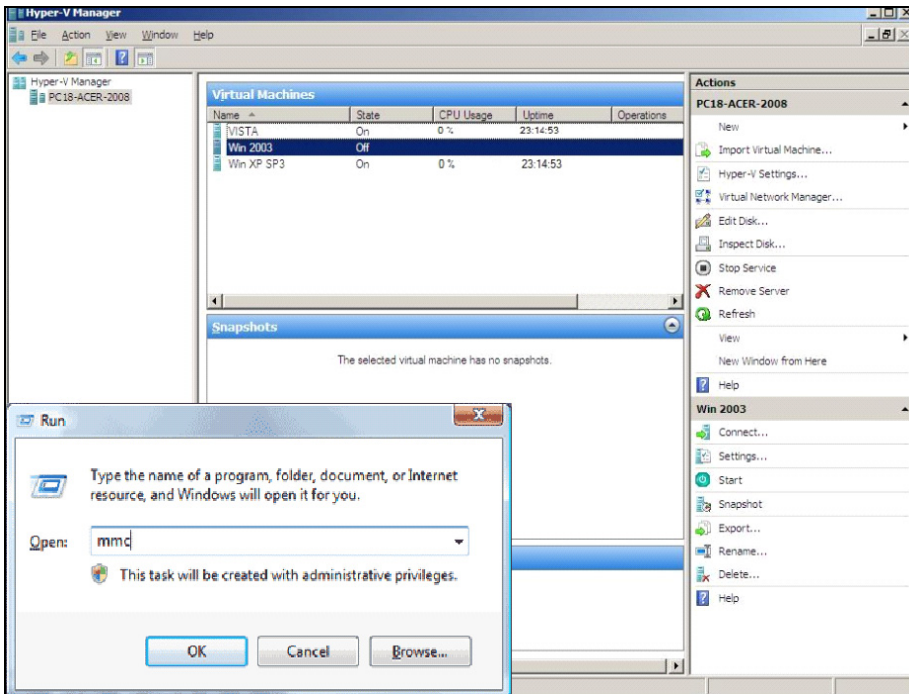 Hyper-V Manager
File Action View Window Help
Hyper-V Manager
PC18-ACER-2008
Virtual Machines
Name State CPU Usage Uptime Operations
VISTA On 0 % 23:14:53
Win 2003 Off
Win XP SP3 On 0 % 23:14:53
Snapshots
The selected virtual machine has no snapshots.
Actions
PC18-ACER-2008
New
Import Virtual Machine...
Hyper-V Settings...
Virtual Network Manager...
Edit Disk...
Inspect Disk...
Stop Service
Remove Server
Refresh
View
New Window from Here
Help
Win 2003
Connect...
Settings...
Start
Snapshot
Export...
Rename...
Delete...
Help
Run
Type the name of a program, folder, document, or Internet
resource, and Windows will open it for you.
Open: mmc
This task will be created with administrative privileges.
OK Cancel Browse...